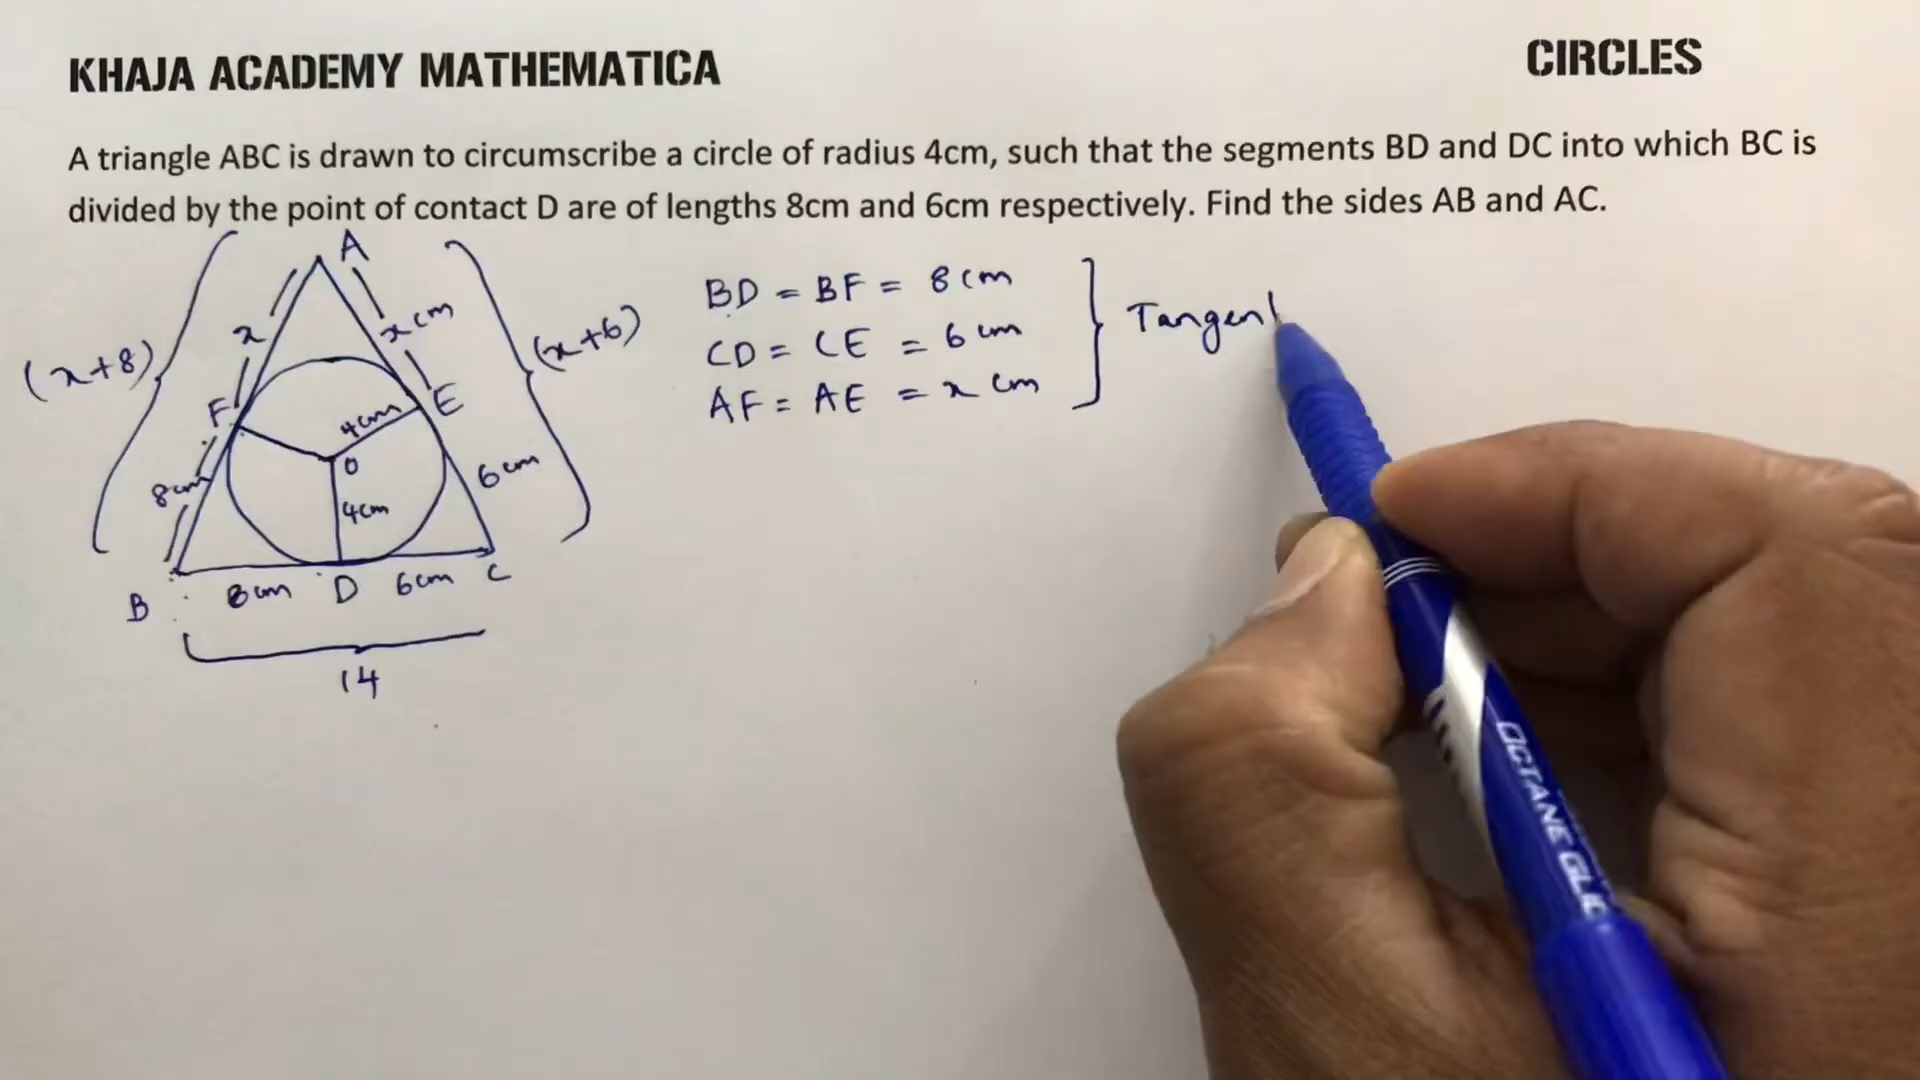 KHAJA ACADEMY MATHEMATICA
CIRCLES
A triangle ABC is drawn to circumscribe a circle of radius 4cm, such that the segments BD and DC into which BC is
divided by the point of contact D are of lengths 8cm and 6cm respectively. Find the sides AB and AC.
A
x
x cm
(x+8)
(x+6)
F
E
4cm
O
8cm
6cm
4cm
B
8cm
D
6cm
C
14
BD = BF = 8 cm
CD = CE = 6 cm
AF = AE = x cm
Tangent
OCTANE GLIDE